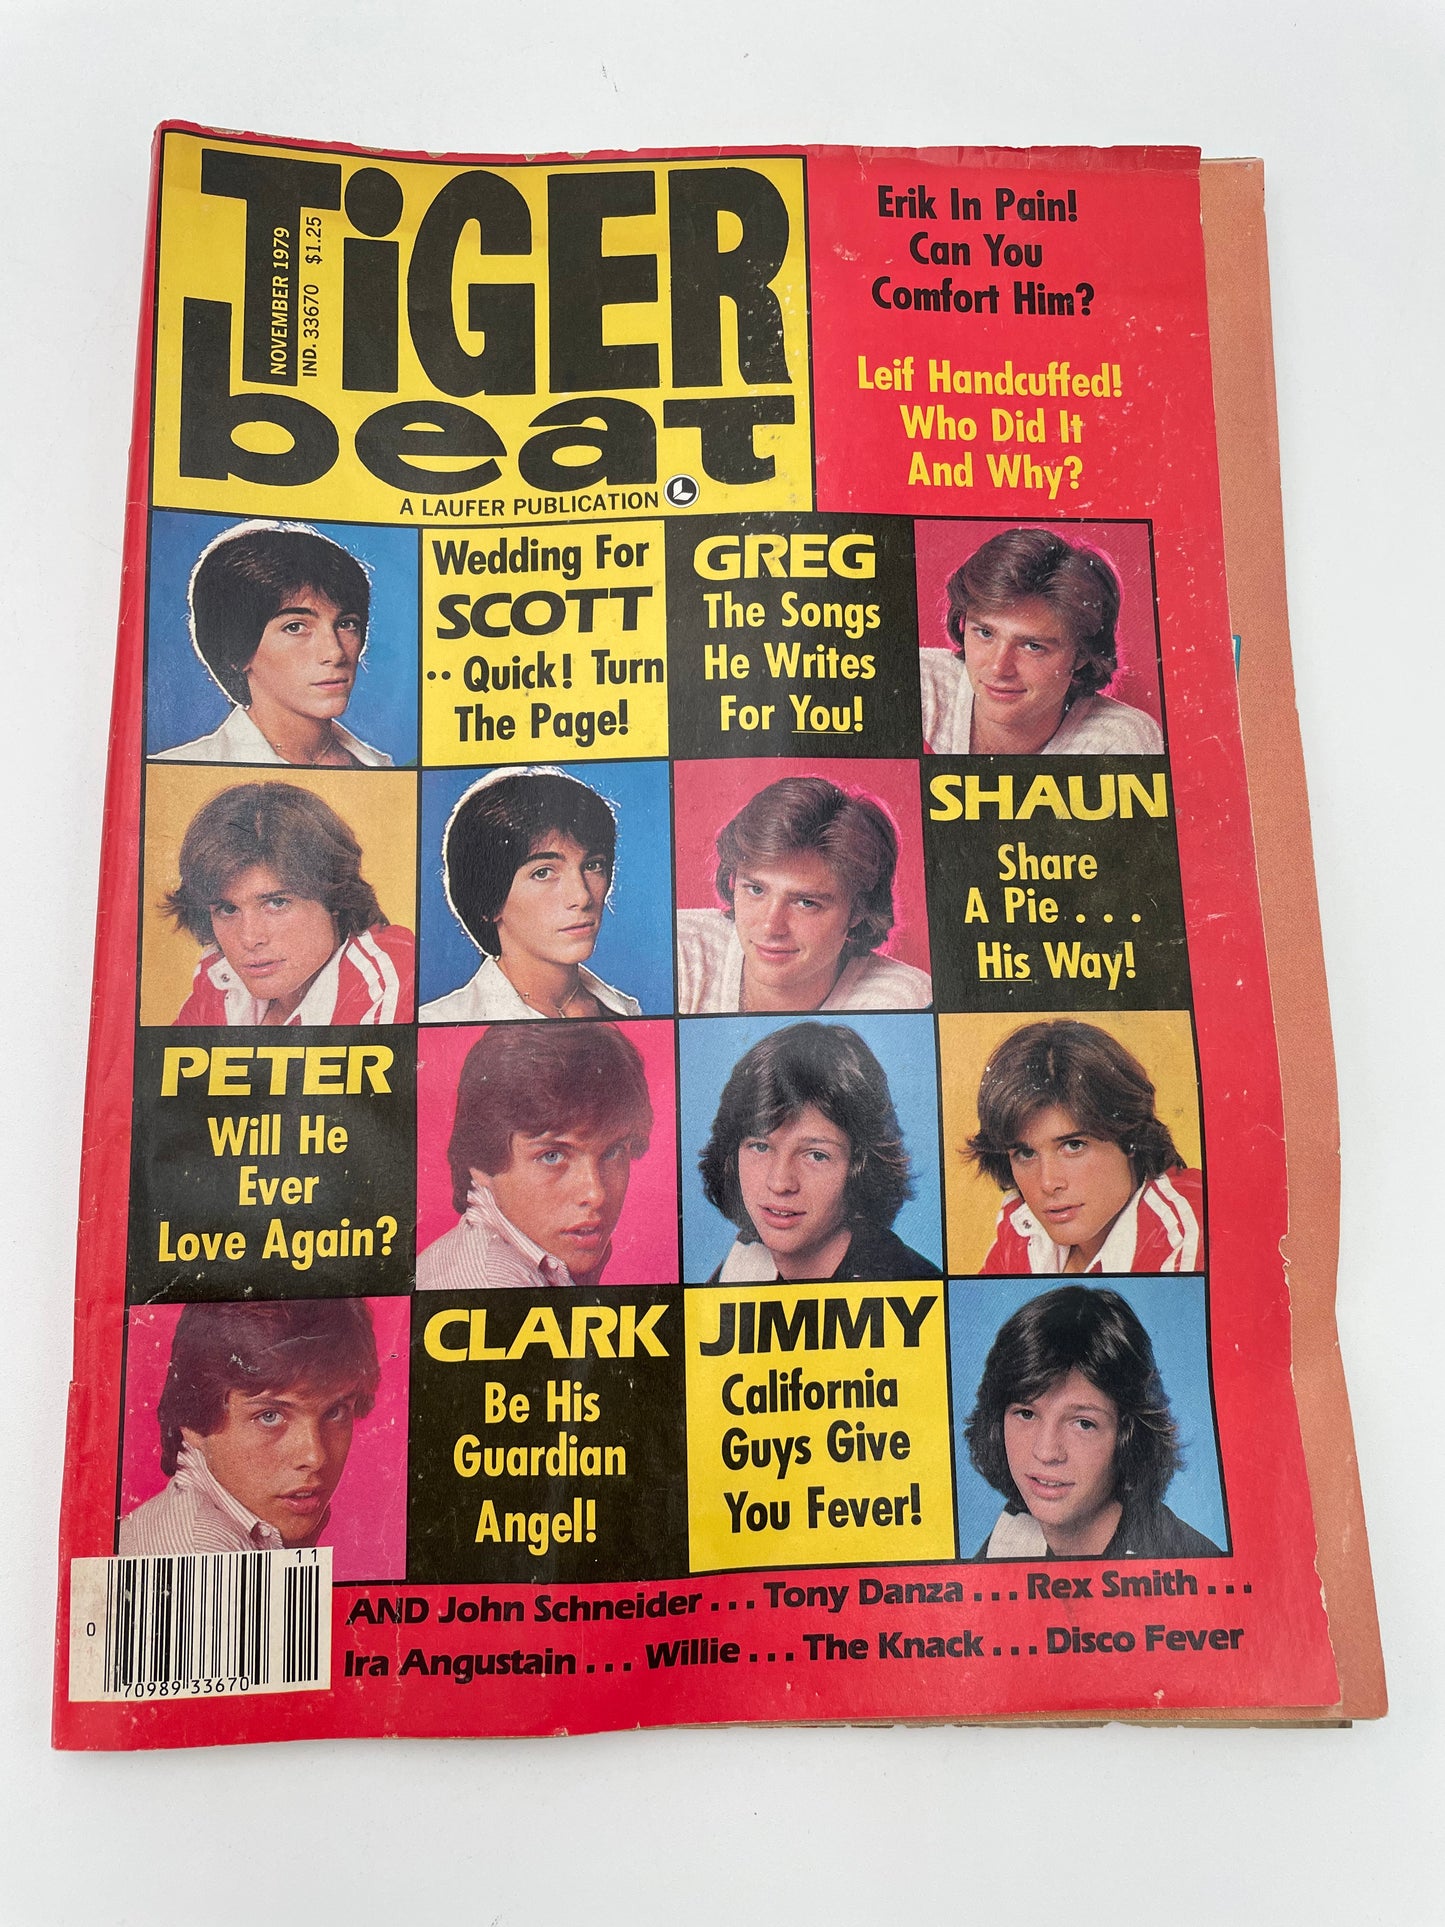 TiGER
beat
NOVEMBER 1979
IND. 33670 $1.25
A LAUFER PUBLICATION
Erik In Pain!
Can You
Comfort Him?
Leif Handcuffed!
Who Did It
And Why?
Wedding For
SCOTT
.. Quick! Turn
The Page!
GREG
The Songs
He Writes
For You!
SHAUN
Share
A Pie . . .
His Way!
PETER
Will He
Ever
Love Again?
CLARK
Be His
Guardian
Angel!
JIMMY
California
Guys Give
You Fever!
AND John Schneider . . . Tony Danza . . . Rex Smith . . .
Ira Angustain . . . Willie . . . The Knack . . . Disco Fever
11
0
70989 33670